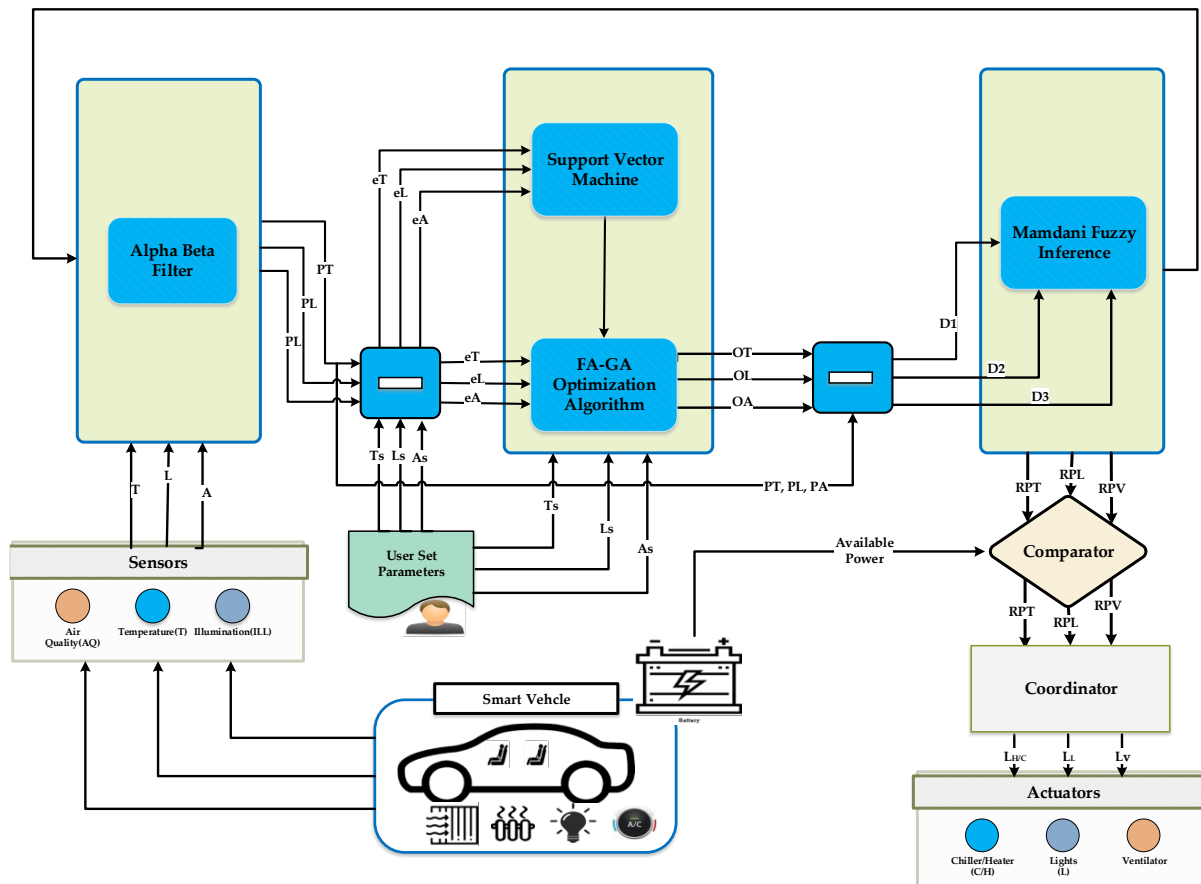 Support Vector
Machine
Alpha Beta
Filter
Mamdani Fuzzy
Inference
FA-GA
Optimization
Algorithm
eT
eL
eA
PT
PL
PL
eT
eL
eA
OT
OL
OA
D1
D2
D3
Ts
Ls
As
PT, PL, PA
T
L
A
Ts
Ls
As
RPT
RPL
RPV
Sensors
Air
Quality(AQ)
Temperature(T)
Illumination(ILL)
User Set
Parameters
Available
Power
Comparator
RPT
RPL
RPV
Smart Vehcle
Battery
A/C
Coordinator
LH/C
LL
LV
Actuators
Chiller/Heater
(C/H)
Lights
(L)
Ventilator